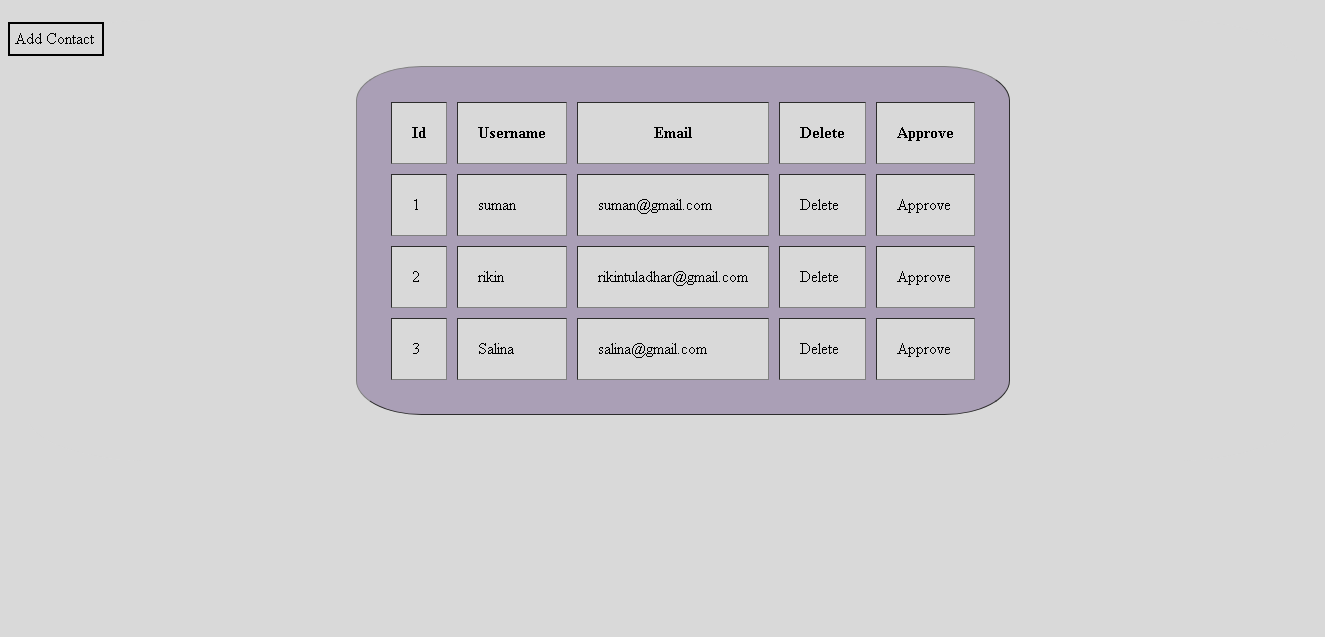 Add Contact
Id Username Email Delete Approve
1 suman suman@gmail.com Delete Approve
2 rikin rikintuladhar@gmail.com Delete Approve
3 Salina salina@gmail.com Delete Approve